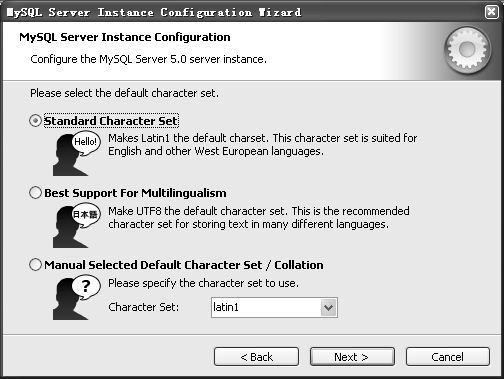 MySQL Server Instance Configuration Wizard
MySQL Server Instance Configuration
Configure the MySQL Server 5.0 server instance.
Please select the default character set.
Standard Character Set
Hello!
Makes Latin1 the default charset. This character set is suited for
English and other West European languages.
Best Support For Multilingualism
日本語
Make UTF8 the default character set. This is the recommended
character set for storing text in many different languages.
Manual Selected Default Character Set / Collation
?
Please specify the character set to use.
Character Set: latin1
< Back Next > Cancel